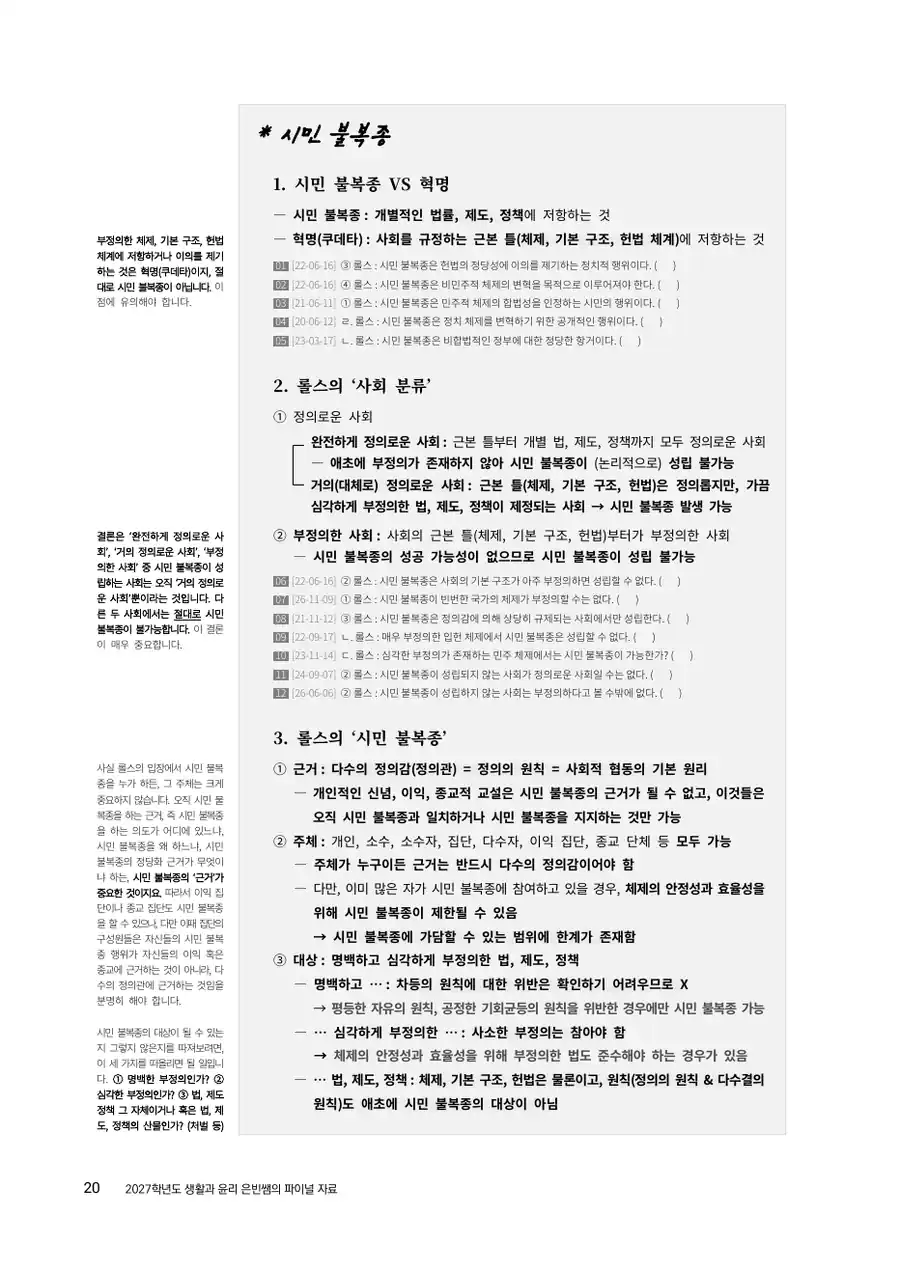 * 시민 불복종
1. 시민 불복종 VS 혁명
─ 시민 불복종 : 개별적인 법률, 제도, 정책에 저항하는 것
─ 혁명(쿠데타) : 사회를 규정하는 근본 틀(체제, 기본 구조, 헌법 체계)에 저항하는 것
부정의한 체제, 기본 구조, 헌법
체계에 저항하거나 이의를 제기
하는 것은 혁명(쿠데타)이지, 절
대로 시민 불복종이 아닙니다. 이
점에 유의해야 합니다.
01 [22-06-16] ③ 롤스 : 시민 불복종은 헌법의 정당성에 이의를 제기하는 정치적 행위이다. (　)
02 [22-06-16] ④ 롤스 : 시민 불복종은 비민주적 체제의 변혁을 목적으로 이루어져야 한다. (　)
03 [21-06-11] ① 롤스 : 시민 불복종은 민주적 체제의 합법성을 인정하는 시민의 행위이다. (　)
04 [20-06-12] ㄹ. 롤스 : 시민 불복종은 정치 체제를 변혁하기 위한 공개적인 행위이다. (　)
05 [23-03-17] ㄴ. 롤스 : 시민 불복종은 비합법적인 정부에 대한 정당한 항거이다. (　)
2. 롤스의 ‘사회 분류’
① 정의로운 사회
완전하게 정의로운 사회 : 근본 틀부터 개별 법, 제도, 정책까지 모두 정의로운 사회
─ 애초에 부정의가 존재하지 않아 시민 불복종이 (논리적으로) 성립 불가능
거의(대체로) 정의로운 사회 : 근본 틀(체제, 기본 구조, 헌법)은 정의롭지만, 가끔
심각하게 부정의한 법, 제도, 정책이 제정되는 사회 → 시민 불복종 발생 가능
② 부정의한 사회 : 사회의 근본 틀(체제, 기본 구조, 헌법)부터가 부정의한 사회
─ 시민 불복종의 성공 가능성이 없으므로 시민 불복종이 성립 불가능
결론은 ‘완전하게 정의로운 사
회’, ‘거의 정의로운 사회’, ‘부정
의한 사회’ 중 시민 불복종이 성
립하는 사회는 오직 ‘거의 정의로
운 사회’뿐이라는 것입니다. 다
른 두 사회에서는 절대로 시민
불복종이 불가능합니다. 이 결론
이 매우 중요합니다.
06 [22-06-16] ② 롤스 : 시민 불복종은 사회의 기본 구조가 아주 부정의하면 성립할 수 없다. (　)
07 [26-11-09] ① 롤스 : 시민 불복종이 빈번한 국가의 체제가 부정의할 수는 없다. (　)
08 [21-11-12] ③ 롤스 : 시민 불복종은 정의감에 의해 상당히 규제되는 사회에서만 성립한다. (　)
09 [22-09-17] ㄴ. 롤스 : 매우 부정의한 입헌 체제에서 시민 불복종은 성립할 수 없다. (　)
10 [23-11-14] ㄷ. 롤스 : 심각한 부정의가 존재하는 민주 체제에서는 시민 불복종이 가능한가? (　)
11 [24-09-07] ② 롤스 : 시민 불복종이 성립되지 않는 사회가 정의로운 사회일 수는 없다. (　)
12 [26-06-06] ② 롤스 : 시민 불복종이 성립하지 않는 사회는 부정의하다고 볼 수밖에 없다. (　)
3. 롤스의 ‘시민 불복종’
① 근거 : 다수의 정의감(정의관) = 정의의 원칙 = 사회적 협동의 기본 원리
─ 개인적인 신념, 이익, 종교적 교설은 시민 불복종의 근거가 될 수 없고, 이것들은
오직 시민 불복종과 일치하거나 시민 불복종을 지지하는 것만 가능
② 주체 : 개인, 소수, 소수자, 집단, 다수자, 이익 집단, 종교 단체 등 모두 가능
─ 주체가 누구이든 근거는 반드시 다수의 정의감이어야 함
─ 다만, 이미 많은 자가 시민 불복종에 참여하고 있을 경우, 체제의 안정성과 효율성을
위해 시민 불복종이 제한될 수 있음
→ 시민 불복종에 가담할 수 있는 범위에 한계가 존재함
③ 대상 : 명백하고 심각하게 부정의한 법, 제도, 정책
─ 명백하고 … : 차등의 원칙에 대한 위반은 확인하기 어려우므로 X
→ 평등한 자유의 원칙, 공정한 기회균등의 원칙을 위반한 경우에만 시민 불복종 가능
─ … 심각하게 부정의한 … : 사소한 부정의는 참아야 함
→ 체제의 안정성과 효율성을 위해 부정의한 법도 준수해야 하는 경우가 있음
─ … 법, 제도, 정책 : 체제, 기본 구조, 헌법은 물론이고, 원칙(정의의 원칙 & 다수결의
원칙)도 애초에 시민 불복종의 대상이 아님
사실 롤스의 입장에서 시민 불복
종을 누가 하든, 그 주체는 크게
중요하지 않습니다. 오직 시민 불
복종을 하는 근거, 즉 시민 불복종
을 하는 의도가 어디에 있느냐,
시민 불복종을 왜 하느냐, 시민
불복종의 정당화 근거가 무엇이
냐 하는, 시민 불복종의 ‘근거’가
중요한 것이지요. 따라서 이익 집
단이나 종교 집단도 시민 불복종
을 할 수 있으나, 다만 이때 집단의
구성원들은 자신들의 시민 불복
종 행위가 자신들의 이익 혹은
종교에 근거하는 것이 아니라, 다
수의 정의관에 근거하는 것임을
분명히 해야 합니다.
시민 불복종의 대상이 될 수 있는
지 그렇지 않은지를 따져보려면,
이 세 가지를 떠올리면 될 일입니
다. ① 명백한 부정의인가? ②
심각한 부정의인가? ③ 법, 제도
정책 그 자체이거나 혹은 법, 제
도, 정책의 산물인가? (처벌 등)
20 2027학년도 생활과 윤리 은빈쌤의 파이널 자료